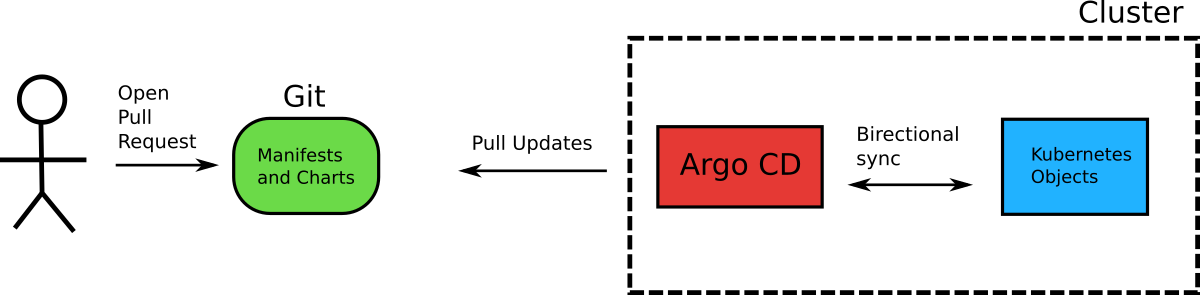 Cluster
Open
Pull
Request
Git
Manifests
and Charts
Pull Updates
Argo CD
Birectional
sync
Kubernetes
Objects